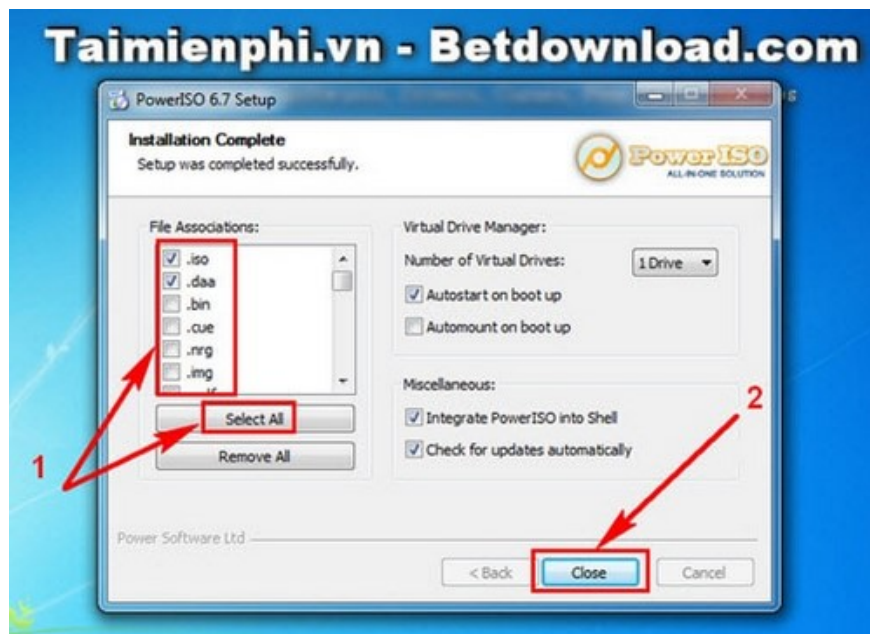 Taimienphi.vn - Betdownload.com
PowerISO 6.7 Setup
Installation Complete
Setup was completed successfully.
Power ISO
ALL-IN-ONE SOLUTION
File Associations:
.iso
.daa
.bin
.cue
.nrg
.img
Select All
Remove All
Virtual Drive Manager:
Number of Virtual Drives:
1 Drive
Autostart on boot up
Automount on boot up
Miscellaneous:
Integrate PowerISO into Shell
Check for updates automatically
1
2
Power Software Ltd
< Back
Close
Cancel